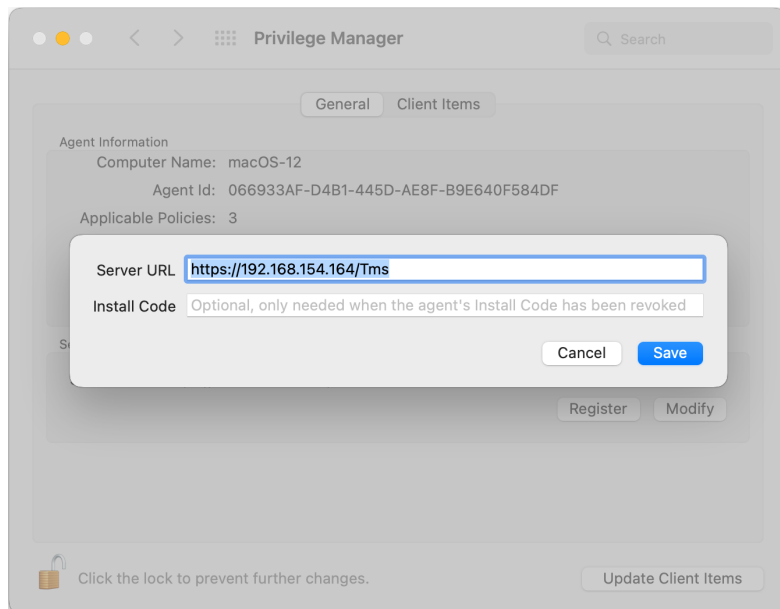 Privilege Manager
Search
General Client Items
Agent Information
Computer Name: macOS-12
Agent Id: 066933AF-D4B1-445D-AE8F-B9E640F584DF
Applicable Policies: 3
Server URL https://192.168.154.164/Tms
Install Code Optional, only needed when the agent's Install Code has been revoked
Cancel Save
Register Modify
Click the lock to prevent further changes.
Update Client Items